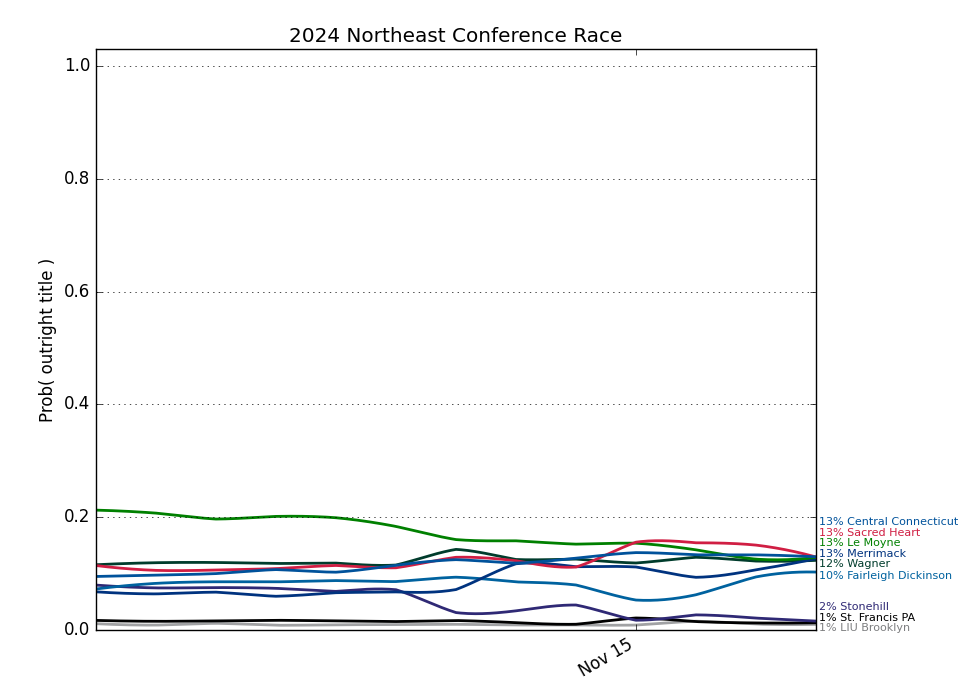 2024 Northeast Conference Race
1.0
0.8
0.6
0.4
0.2
0.0
Prob( outright title )
Nov 15
13% Central Connecticut
13% Sacred Heart
13% Le Moyne
13% Merrimack
12% Wagner
10% Fairleigh Dickinson
2% Stonehill
1% St. Francis PA
1% LIU Brooklyn